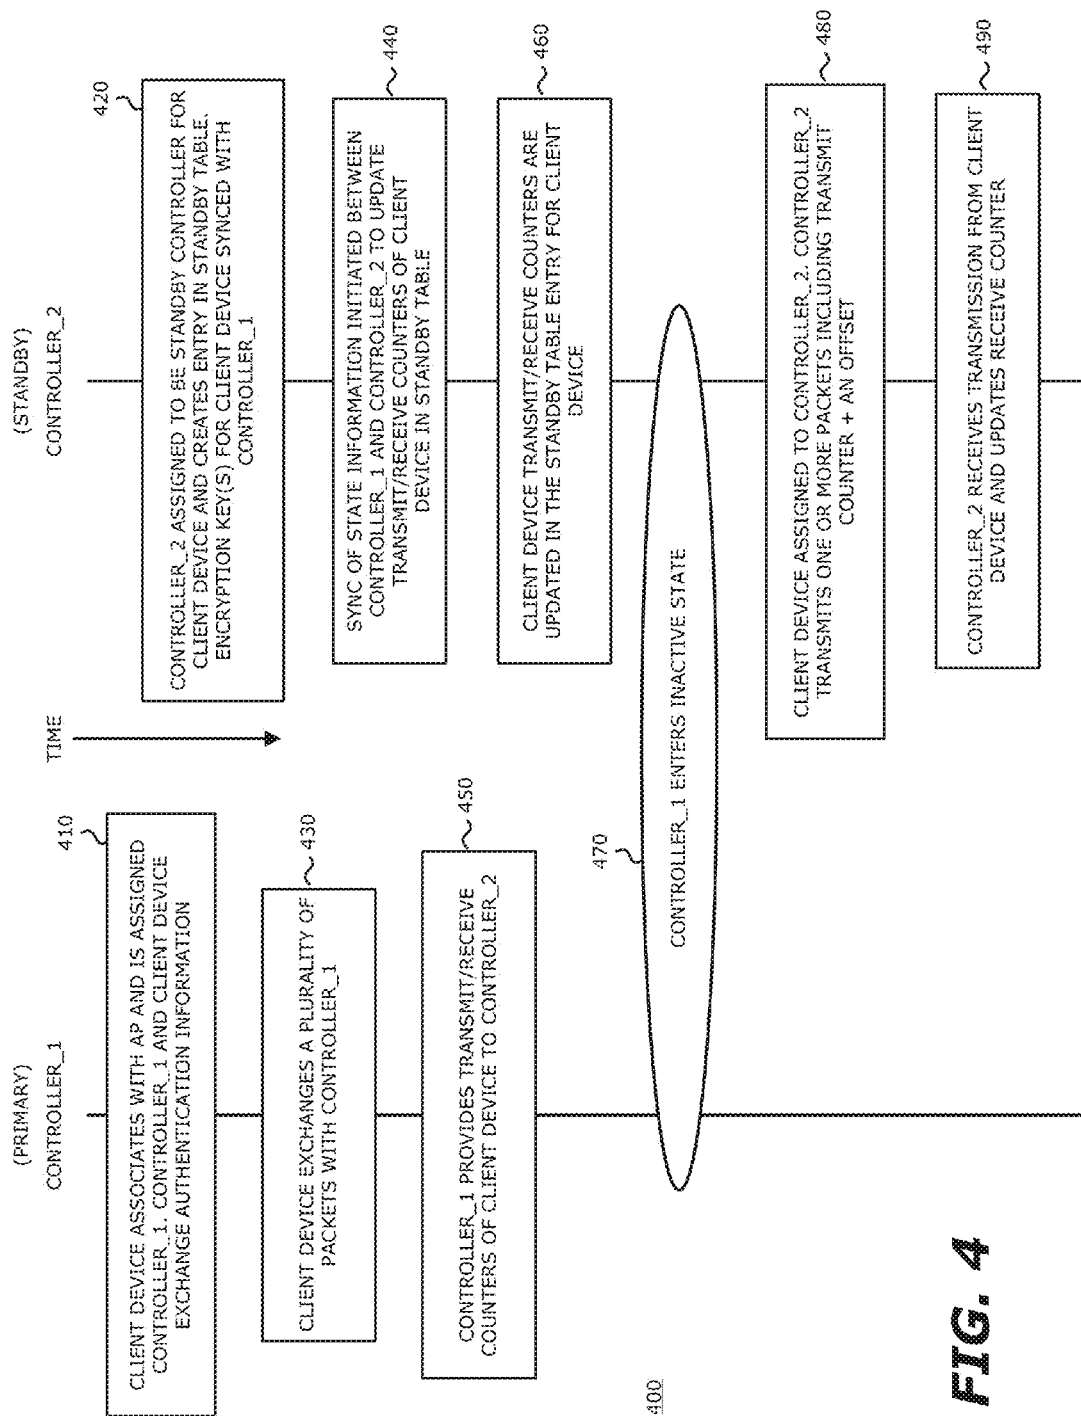 (PRIMARY)
CONTROLLER_1
(STANDBY)
CONTROLLER_2
TIME
410
CLIENT DEVICE ASSOCIATES WITH AP AND IS ASSIGNED
CONTROLLER_1. CONTROLLER_1 AND CLIENT DEVICE
EXCHANGE AUTHENTICATION INFORMATION
420
CONTROLLER_2 ASSIGNED TO BE STANDBY CONTROLLER FOR
CLIENT DEVICE AND CREATES ENTRY IN STANDBY TABLE.
ENCRYPTION KEY(S) FOR CLIENT DEVICE SYNCED WITH
CONTROLLER_1
430
CLIENT DEVICE EXCHANGES A PLURALITY OF
PACKETS WITH CONTROLLER_1
440
SYNC OF STATE INFORMATION INITIATED BETWEEN
CONTROLLER_1 AND CONTROLLER_2 TO UPDATE
TRANSMIT/RECEIVE COUNTERS OF CLIENT
DEVICE IN STANDBY TABLE
450
CONTROLLER_1 PROVIDES TRANSMIT/RECEIVE
COUNTERS OF CLIENT DEVICE TO CONTROLLER_2
460
CLIENT DEVICE TRANSMIT/RECEIVE COUNTERS ARE
UPDATED IN THE STANDBY TABLE ENTRY FOR CLIENT
DEVICE
470
CONTROLLER_1 ENTERS INACTIVE STATE
480
CLIENT DEVICE ASSIGNED TO CONTROLLER_2. CONTROLLER_2
TRANSMITS ONE OR MORE PACKETS INCLUDING TRANSMIT
COUNTER + AN OFFSET
490
CONTROLLER_2 RECEIVES TRANSMISSION FROM CLIENT
DEVICE AND UPDATES RECEIVE COUNTER
400
FIG. 4